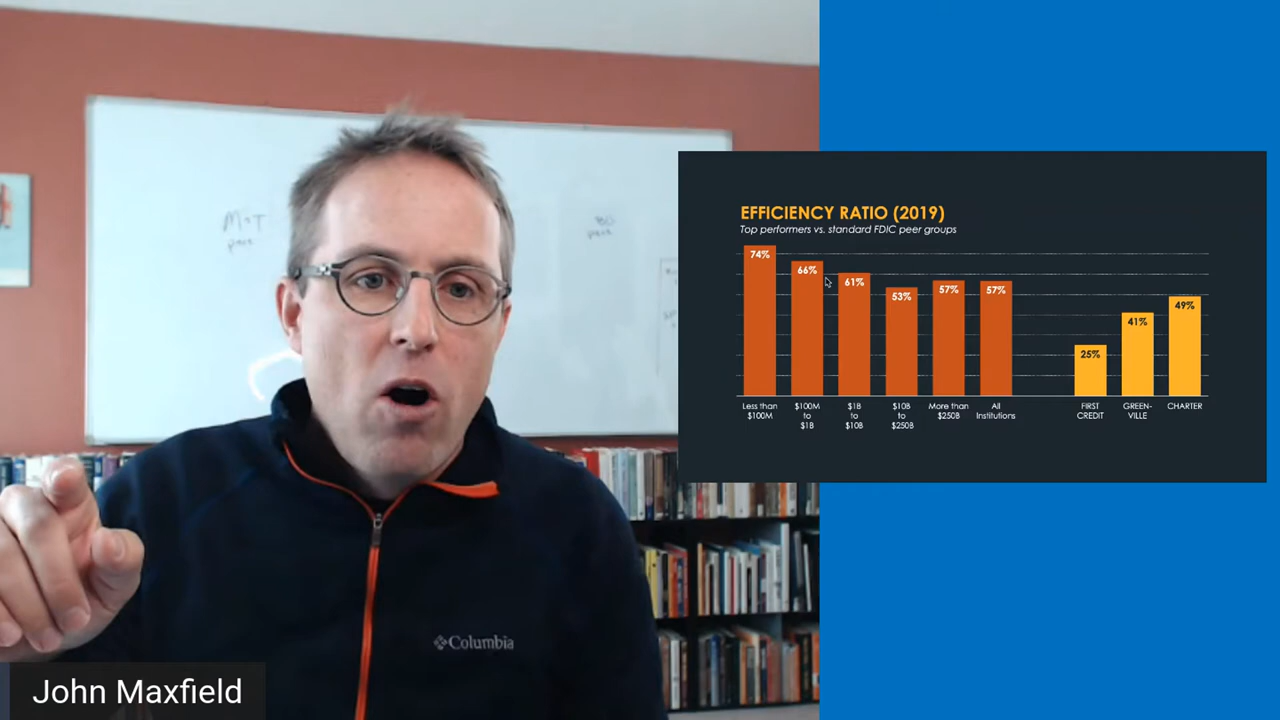 M&T
pace
EFFICIENCY RATIO (2019)
Top performers vs. standard FDIC peer groups
74%
66%
61%
53%
57%
57%
25%
41%
49%
Less than
$100M
$100M
to
$1B
$1B
to
$10B
$10B
to
$250B
More than
$250B
All
Institutions
FIRST
CREDIT
GREEN-
VILLE
CHARTER
Columbia
John Maxfield